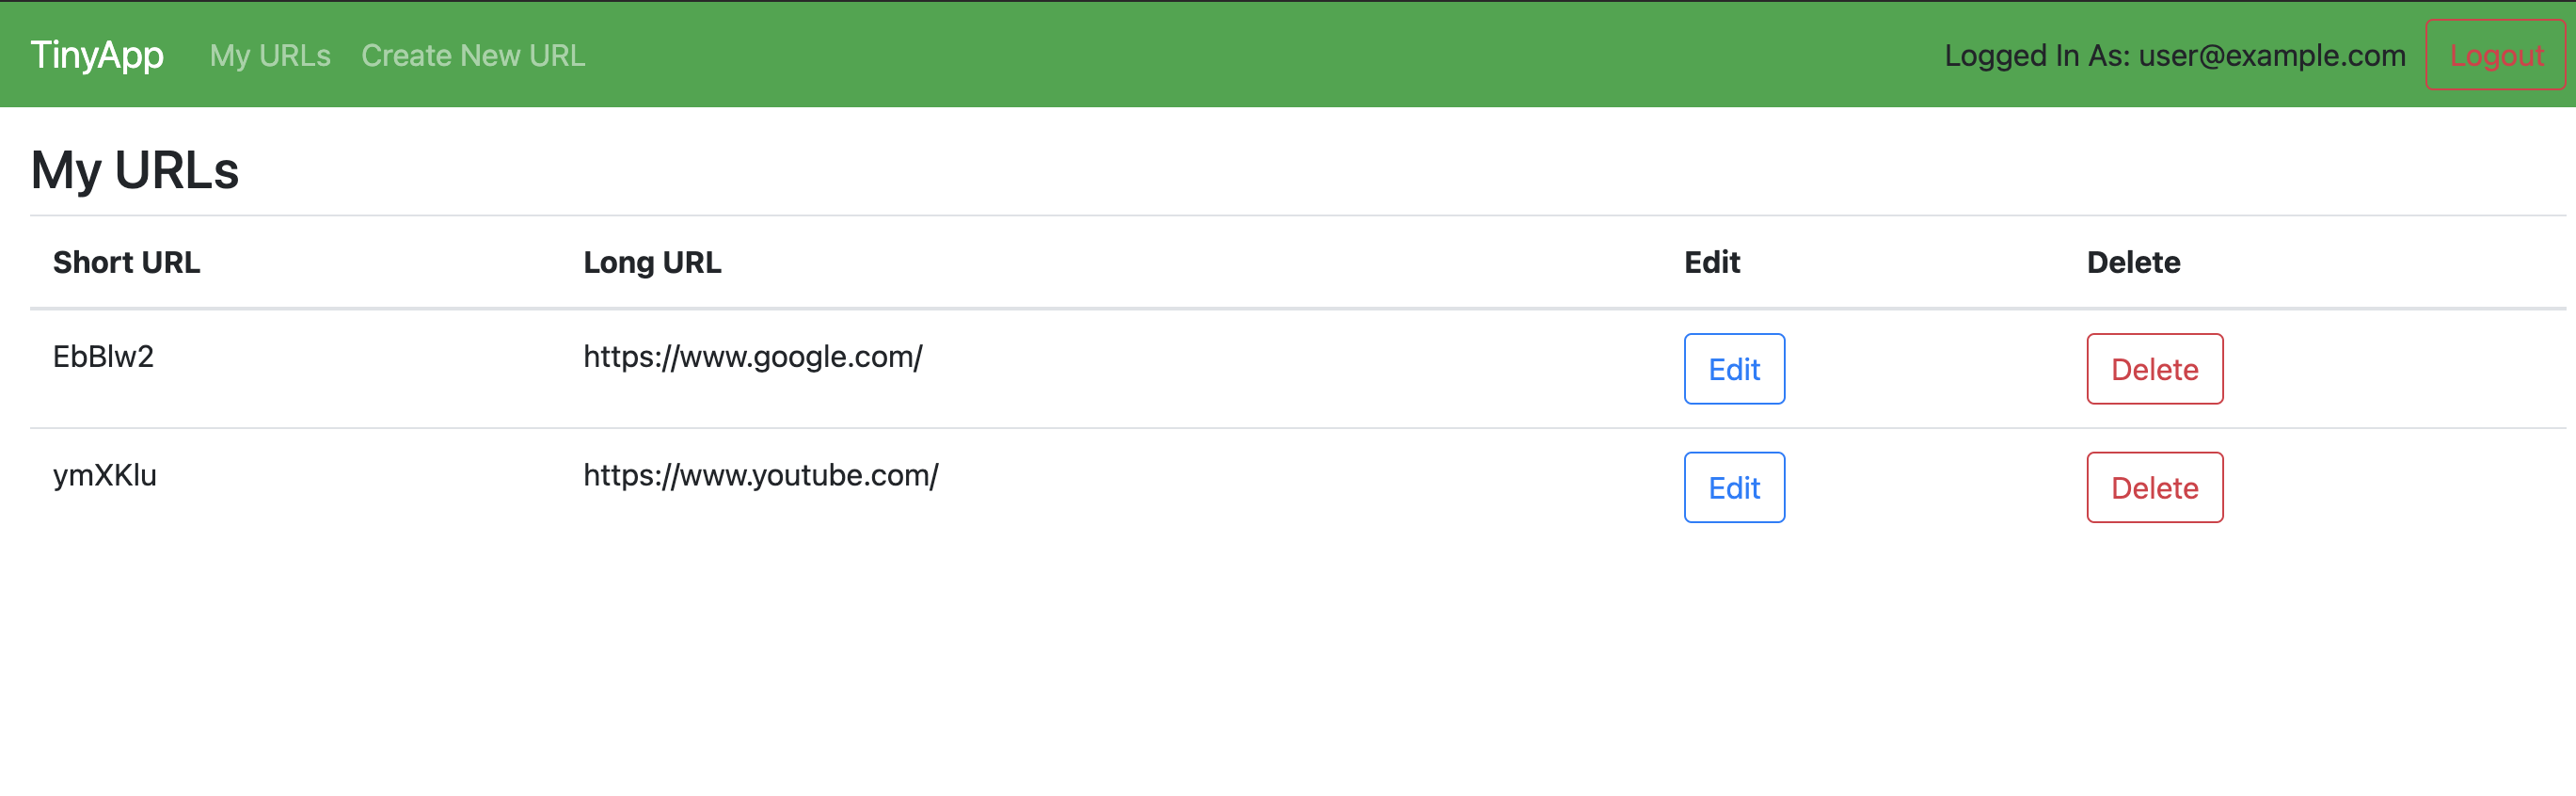 TinyApp My URLs Create New URL Logged In As: user@example.com Logout
My URLs
Short URL Long URL Edit Delete
EbBlw2 https://www.google.com/ Edit Delete
ymXKlu https://www.youtube.com/ Edit Delete